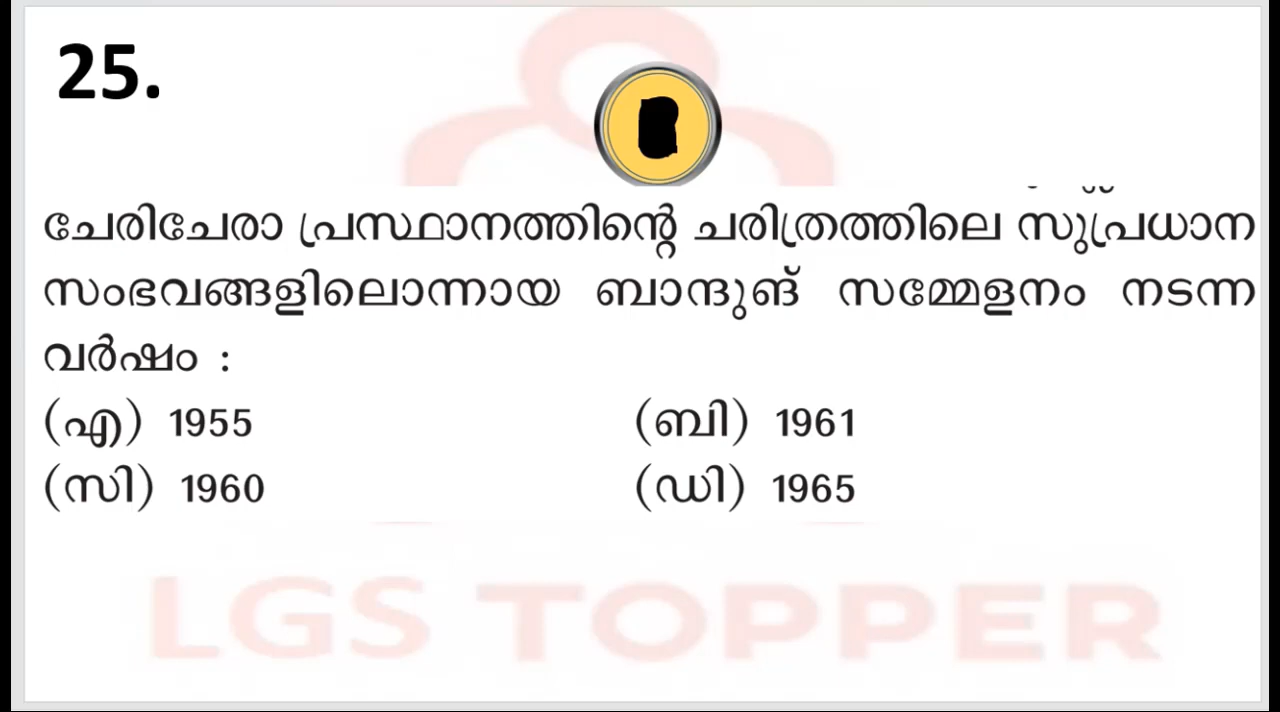 25.
ചേരിചേരാ പ്രസ്ഥാനത്തിന്റെ ചരിത്രത്തിലെ സുപ്രധാന
സംഭവങ്ങളിലൊന്നായ ബാന്ദുങ് സമ്മേളനം നടന്ന
വർഷം :
(എ) 1955 (ബി) 1961
(സി) 1960 (ഡി) 1965
LGS TOPPER